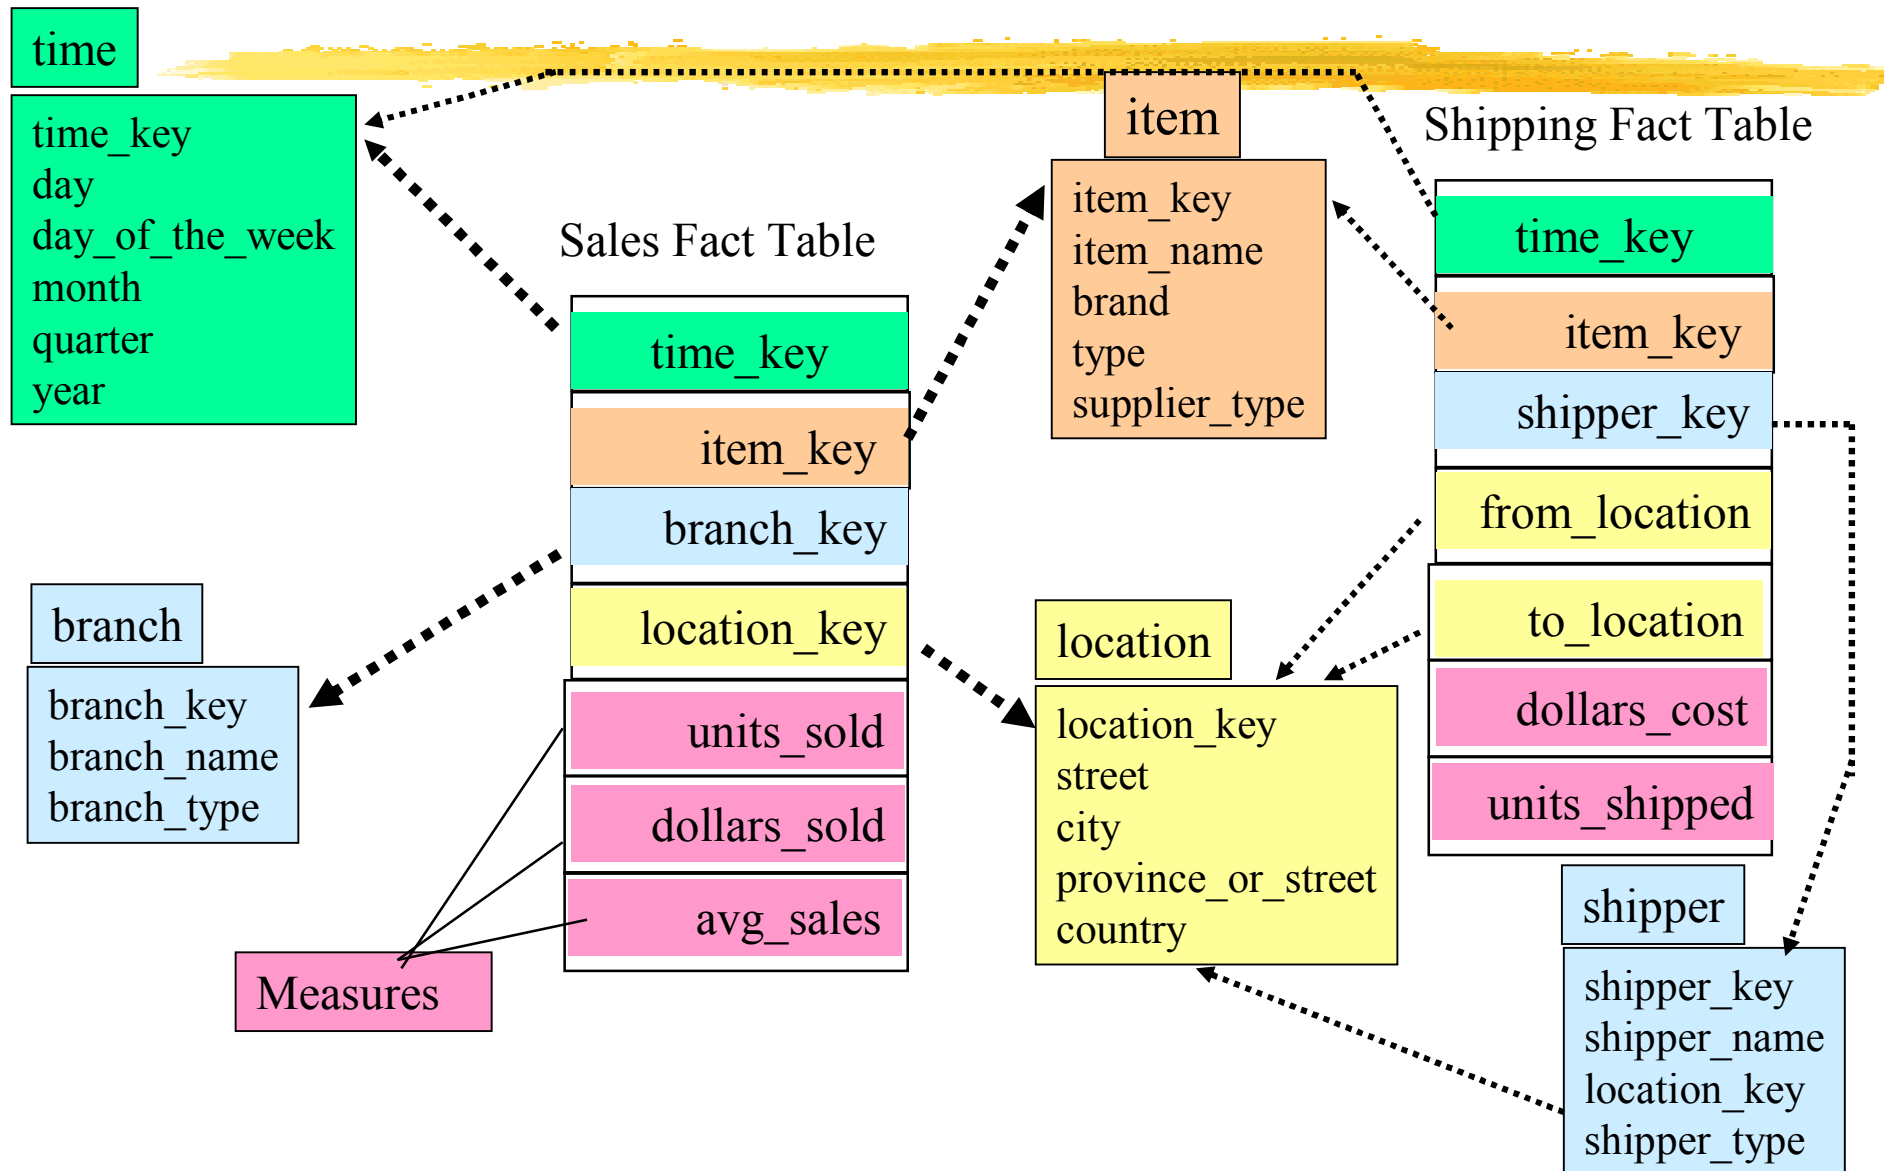 time
time_key
day
day_of_the_week
month
quarter
year
Sales Fact Table
time_key
item_key
branch_key
location_key
units_sold
dollars_sold
avg_sales
Measures
branch
branch_key
branch_name
branch_type
item
item_key
item_name
brand
type
supplier_type
location
location_key
street
city
province_or_street
country
Shipping Fact Table
time_key
item_key
shipper_key
from_location
to_location
dollars_cost
units_shipped
shipper
shipper_key
shipper_name
location_key
shipper_type